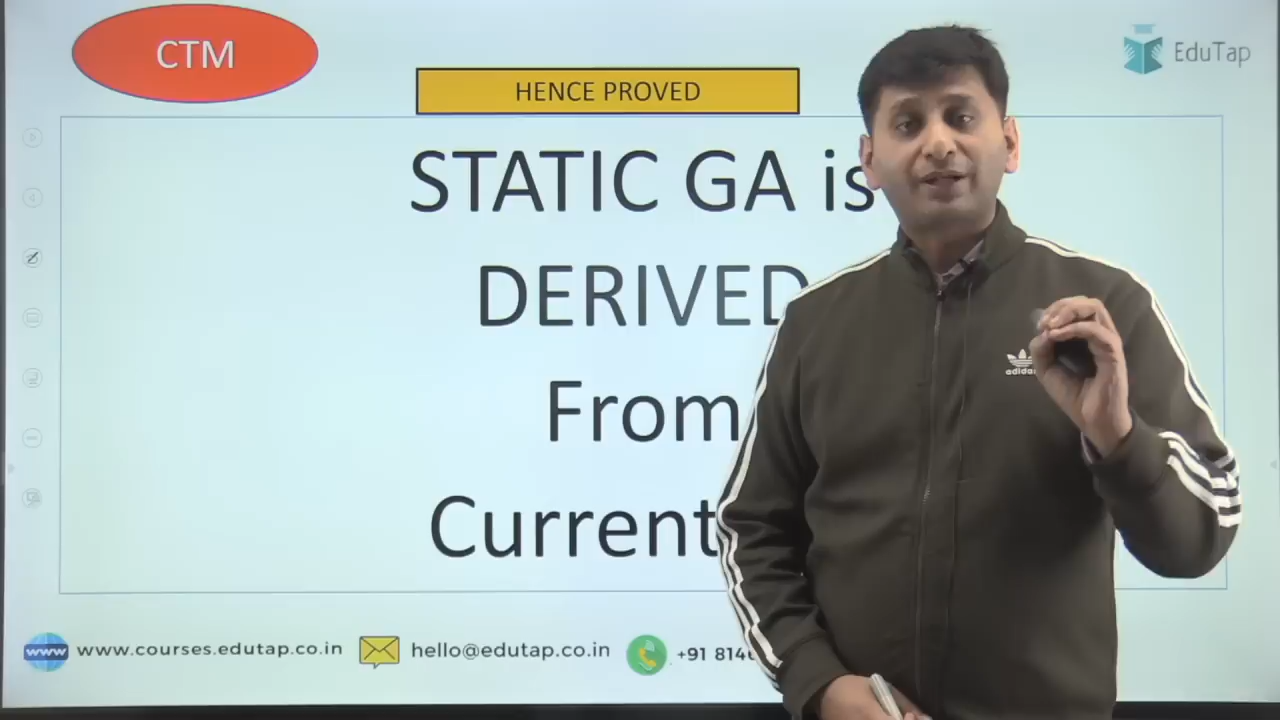 CTM
EduTap
HENCE PROVED
STATIC GA is
DERIVED
From
Current
adidas
www
www.courses.edutap.co.in
hello@edutap.co.in
+91 814